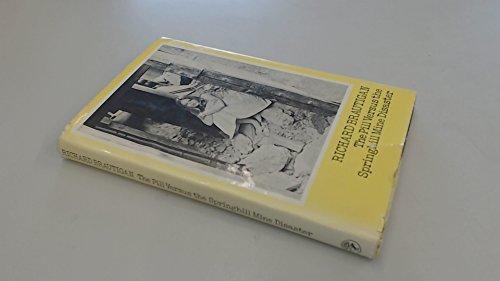 RICHARD BRAUTIGAN
The Pill Versus the
Springhill Mine Disaster
RICHARD BRAUTIGAN The Pill Versus the Springhill Mine Disaster